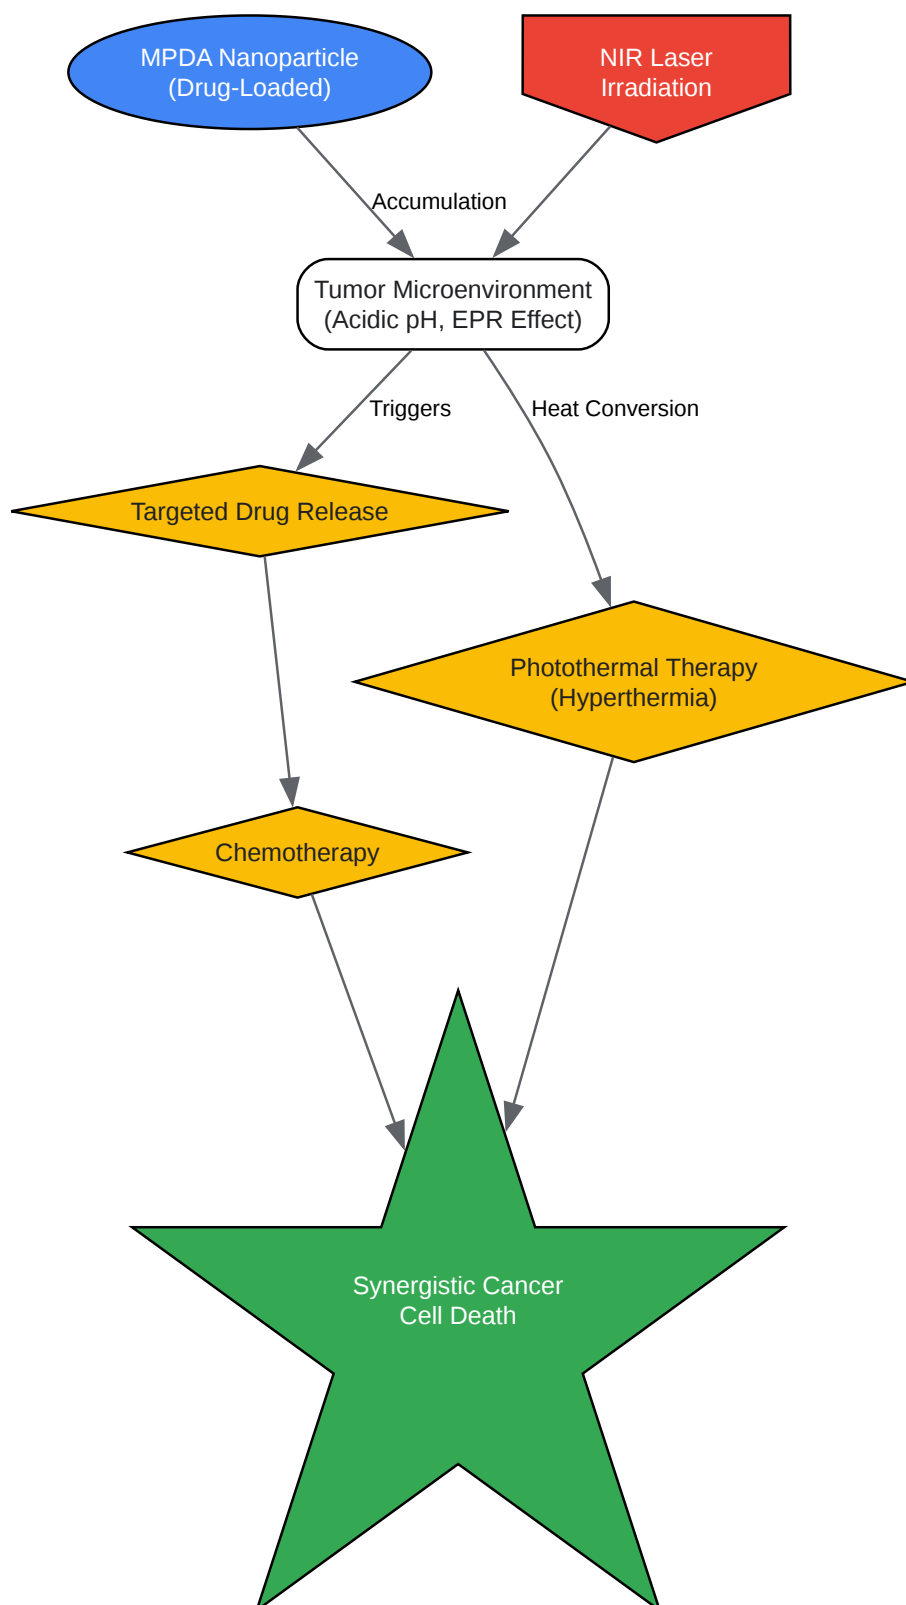 MPDA Nanoparticle
(Drug-Loaded)
NIR Laser
Irradiation
Accumulation
Tumor Microenvironment
(Acidic pH, EPR Effect)
Triggers
Heat Conversion
Targeted Drug Release
Photothermal Therapy
(Hyperthermia)
Chemotherapy
Synergistic Cancer
Cell Death